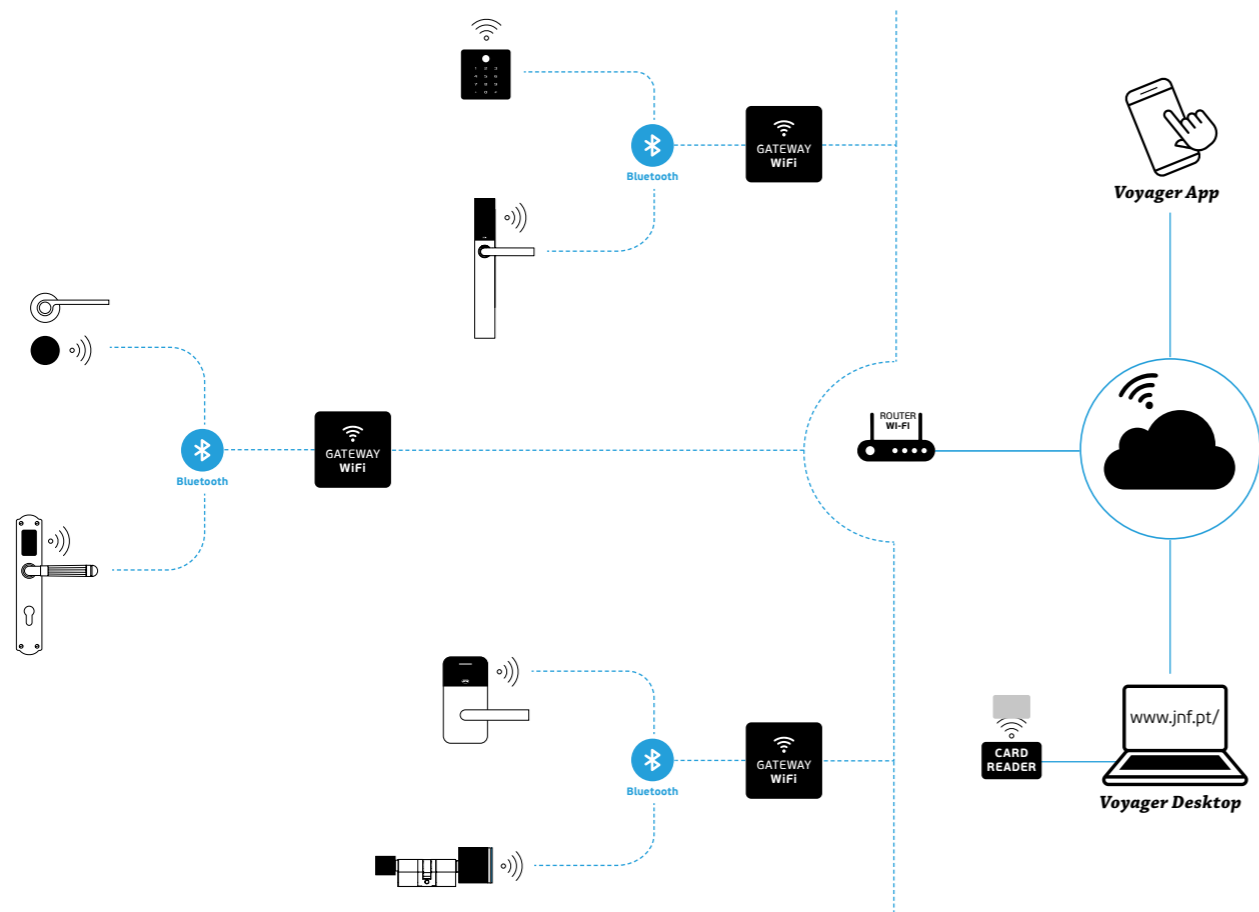 GATEWAY
WiFi
Bluetooth
Voyager App
ROUTER
WI-FI
GATEWAY
WiFi
Bluetooth
GATEWAY
WiFi
Bluetooth
www.jnf.pt/
CARD
READER
Voyager Desktop